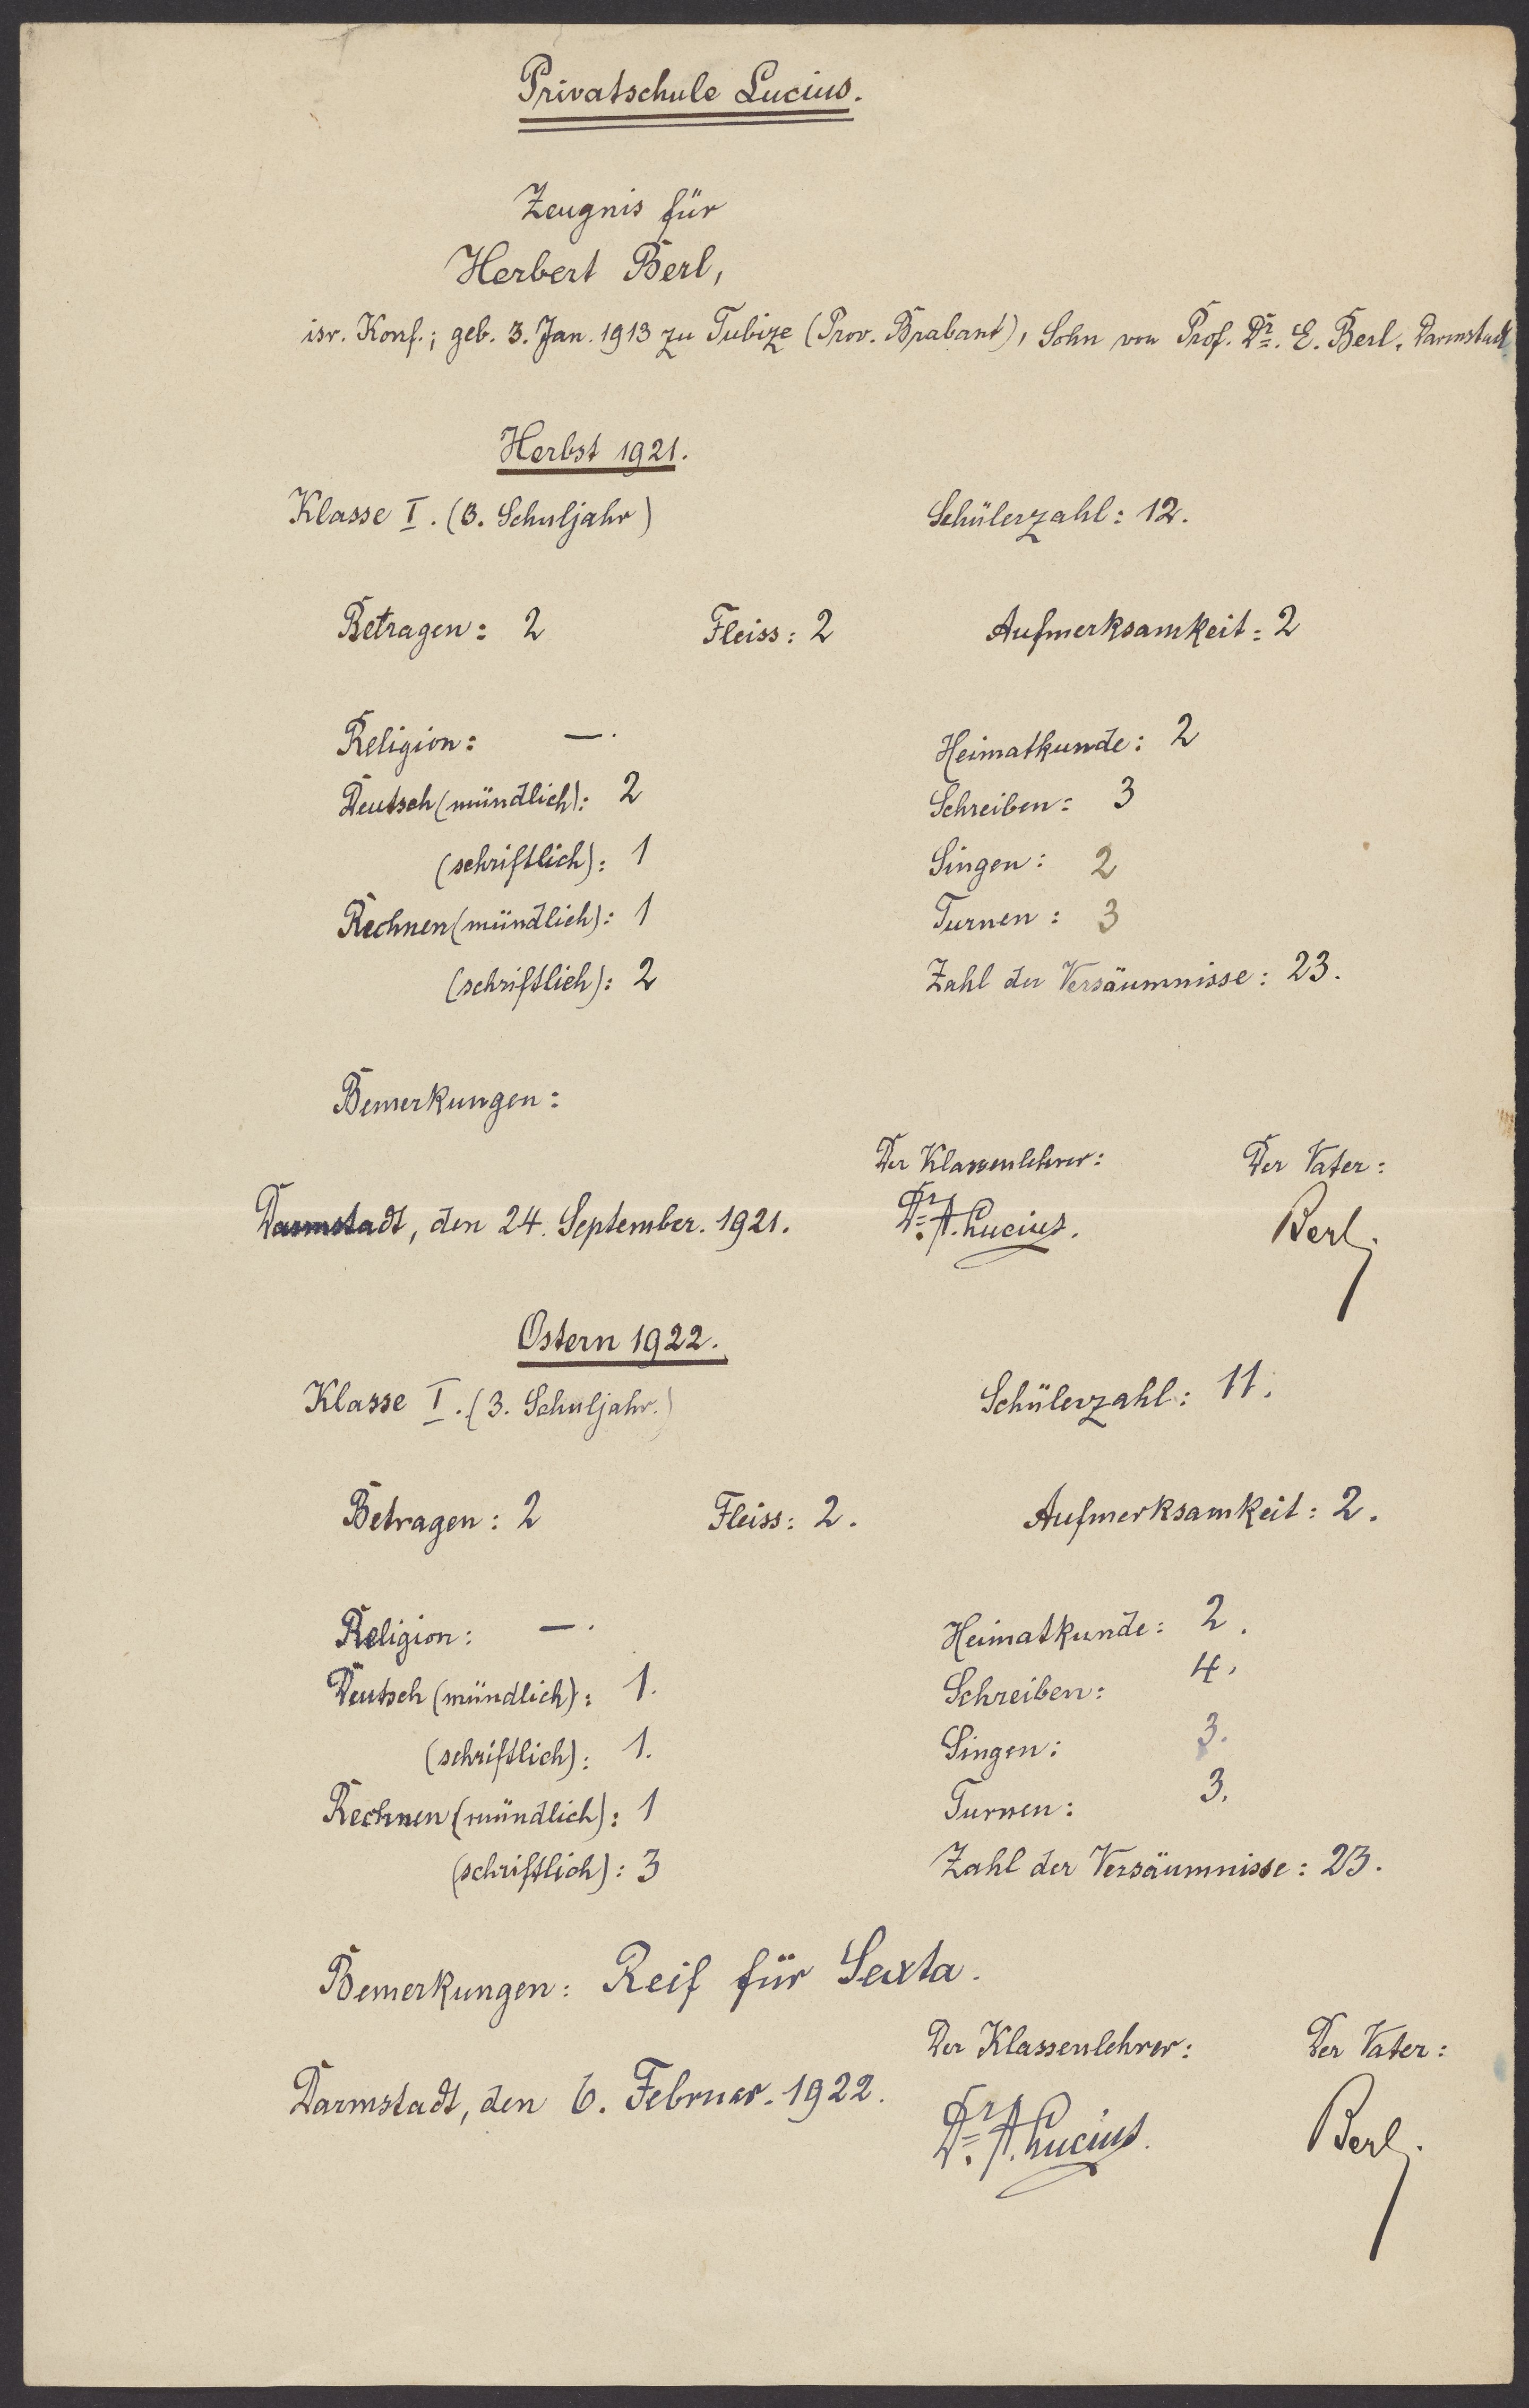 Privatschule Lucius.
Zeugnis für
Herbert Berl,
isr. Konf.; geb. 3. Jan. 1913 zu Tubize (Prov. Brabant), Sohn von Prof. Dr. E. Berl, Darmstadt
Herbst 1921.
Klasse I. (3. Schuljahr) Schülerzahl: 12.
Betragen: 2 Fleiss: 2 Aufmerksamkeit: 2
Religion: —. Heimatkunde: 2
Deutsch (mündlich): 2 Schreiben: 3
(schriftlich): 1 Singen: 2
Rechnen (mündlich): 1 Turnen: 3
(schriftlich): 2 Zahl der Versäumnisse: 23.
Bemerkungen:
Der Klassenlehrer: Der Vater:
Darmstadt, den 24. September. 1921. Dr. A. Lucius. Berl.
Ostern 1922.
Klasse I. (3. Schuljahr.) Schülerzahl: 11.
Betragen: 2 Fleiss: 2. Aufmerksamkeit: 2.
Religion: —. Heimatkunde: 2.
Deutsch (mündlich): 1. Schreiben: 4.
(schriftlich): 1. Singen: 3.
Rechnen (mündlich): 1 Turnen: 3.
(schriftlich): 3 Zahl der Versäumnisse: 23.
Bemerkungen: Reif für Sexta.
Der Klassenlehrer: Der Vater:
Darmstadt, den 6. Februar. 1922. Dr. A. Lucius. Berl.